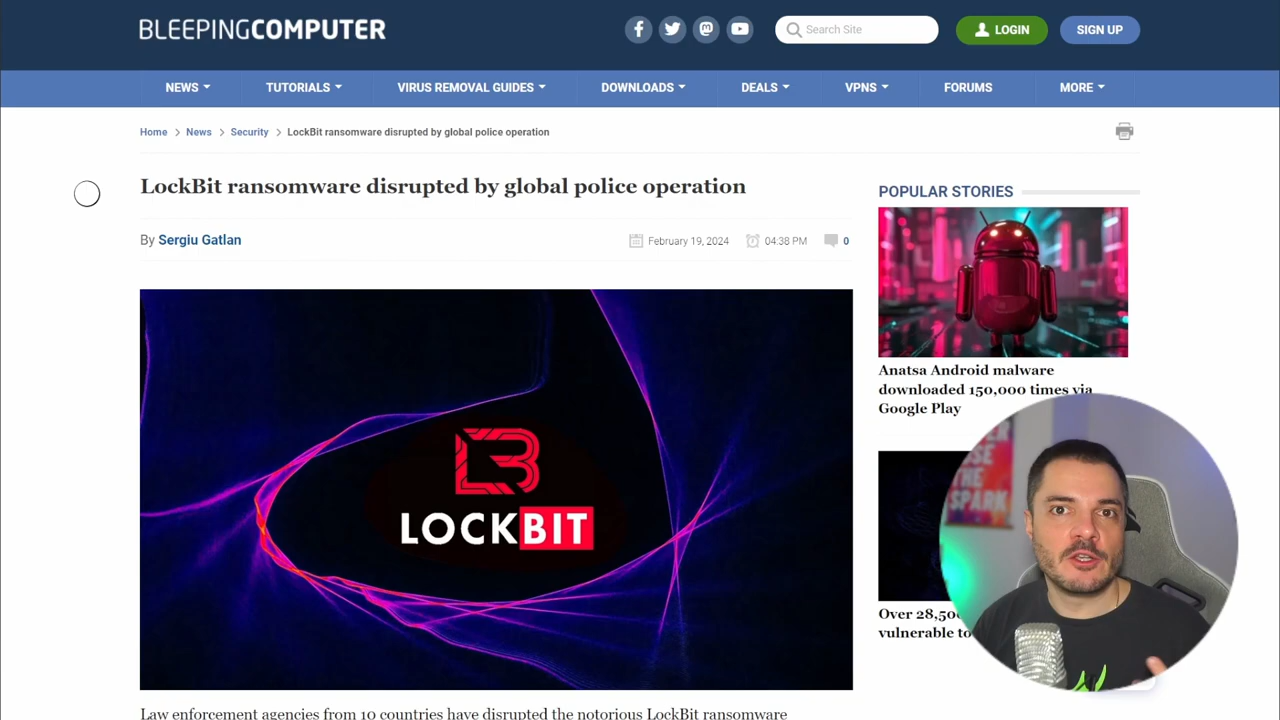 BLEEPINGCOMPUTER
Search Site
LOGIN
SIGN UP
NEWS
TUTORIALS
VIRUS REMOVAL GUIDES
DOWNLOADS
DEALS
VPNS
FORUMS
MORE
Home > News > Security > LockBit ransomware disrupted by global police operation
LockBit ransomware disrupted by global police operation
By Sergiu Gatlan
February 19, 2024
04:38 PM
0
LOCKBIT
Law enforcement agencies from 10 countries have disrupted the notorious LockBit ransomware
POPULAR STORIES
Anatsa Android malware
downloaded 150,000 times via
Google Play
Over
vulnerable
THE
SPARK